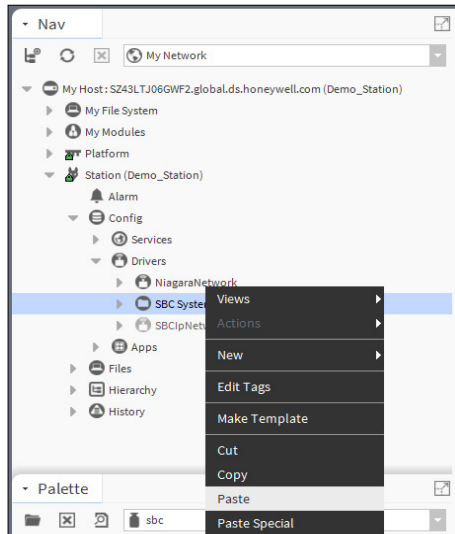 Nav
My Network
My Host : SZ43LTJ06GWF2.global.ds.honeywell.com (Demo_Station)
My File System
My Modules
Platform
Station (Demo_Station)
Alarm
Config
Services
Drivers
NiagaraNetwork
SBC Syste
Views
SBCIpNetw
Actions
Apps
New
Files
Edit Tags
Hierarchy
Make Template
History
Cut
Copy
Palette
Paste
sbc
Paste Special